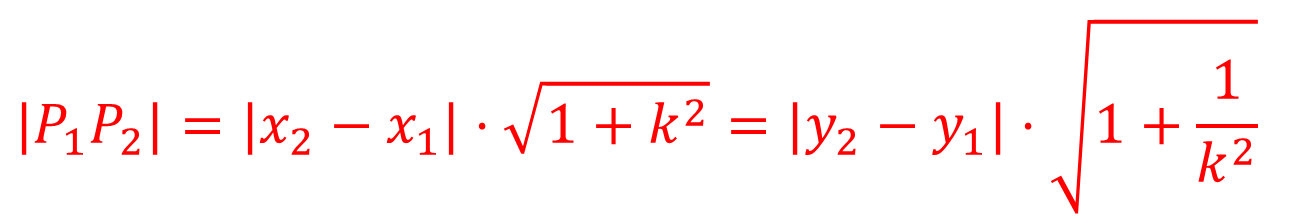 |P₁P₂| = |x₂ − x₁| · √(1 + k²) = |y₂ − y₁| · √(1 + 1/k²)